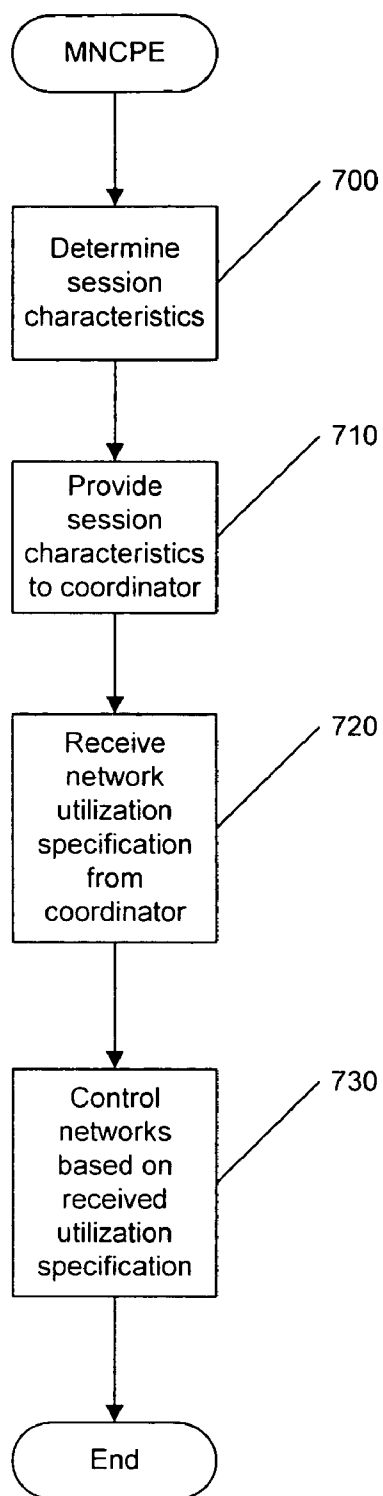 MNCPE
700
Determine
session
characteristics
710
Provide
session
characteristics
to coordinator
720
Receive
network
utilization
specification
from
coordinator
730
Control
networks
based on
received
utilization
specification
End